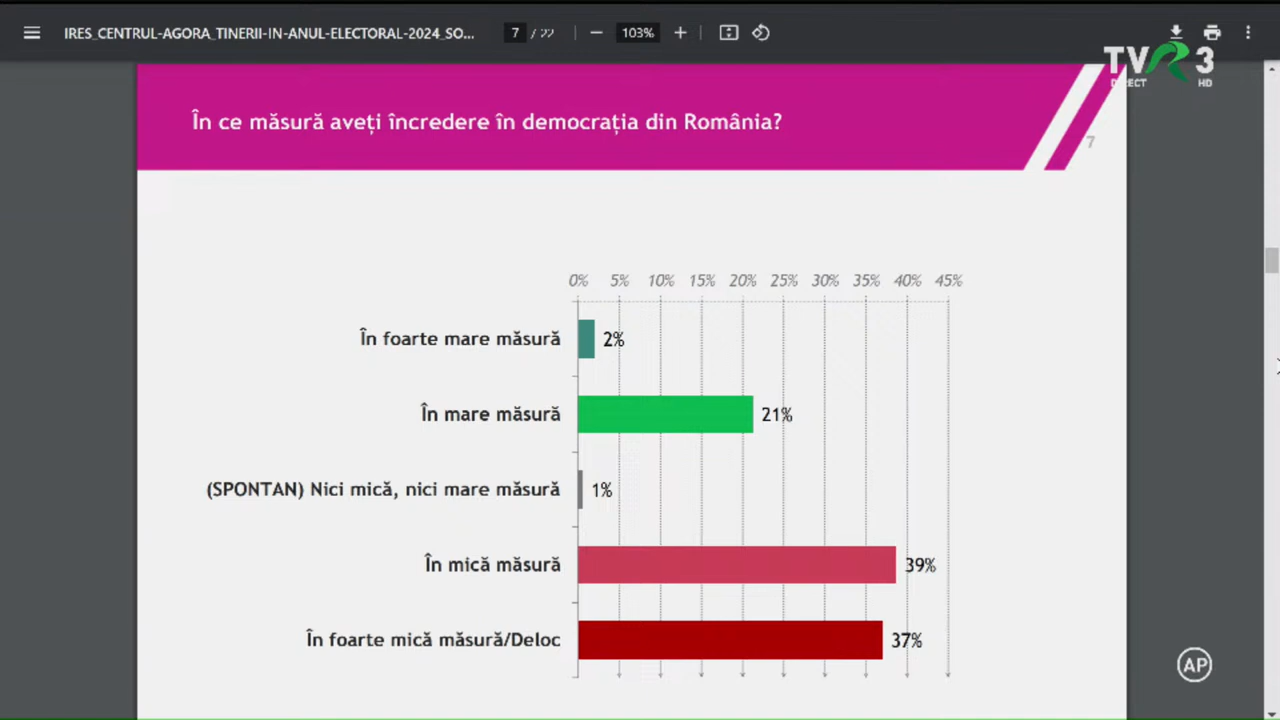 IRES_CENTRUL-AGORA_TINERII-IN-ANUL-ELECTORAL-2024_SO...
7 / 22
103%
TVR 3
DIRECT HD
În ce măsură aveți încredere în democrația din România?
7
0% 5% 10% 15% 20% 25% 30% 35% 40% 45%
În foarte mare măsură 2%
În mare măsură 21%
(SPONTAN) Nici mică, nici mare măsură 1%
În mică măsură 39%
În foarte mică măsură/Deloc 37%
AP